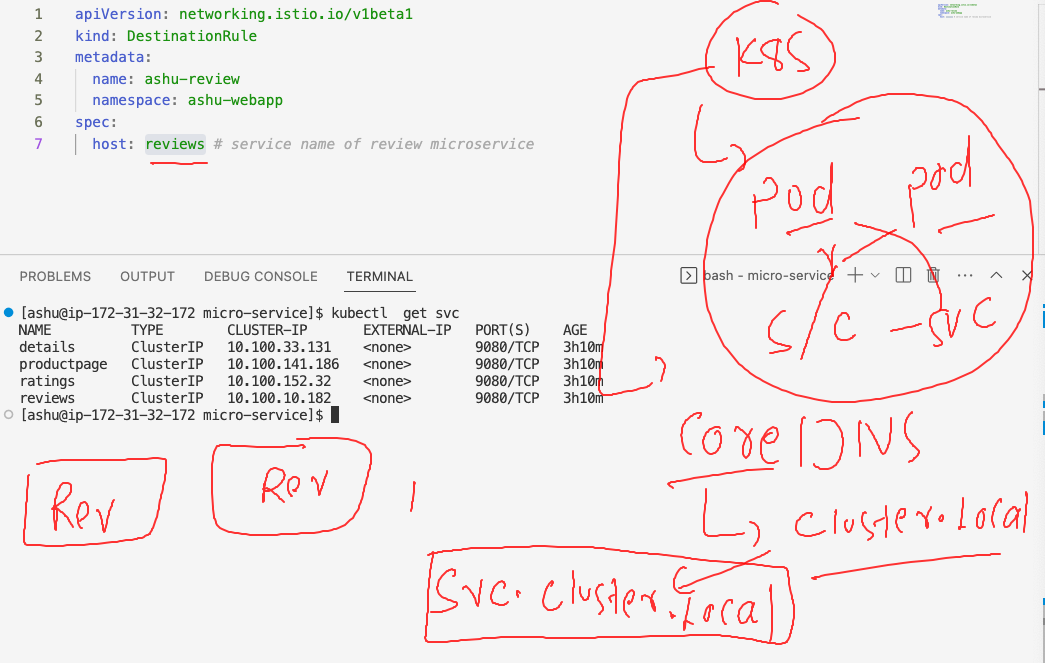 1 apiVersion: networking.istio.io/v1beta1
2 kind: DestinationRule
3 metadata:
4 name: ashu-review
5 namespace: ashu-webapp
6 spec:
7 host: reviews # service name of review microservice
K8S
pod pod
S/C - svc
PROBLEMS OUTPUT DEBUG CONSOLE TERMINAL
bash - micro-service
[ashu@ip-172-31-32-172 micro-service]$ kubectl  get svc
NAME TYPE CLUSTER-IP EXTERNAL-IP PORT(S) AGE
details ClusterIP 10.100.33.131 <none> 9080/TCP 3h10m
productpage ClusterIP 10.100.141.186 <none> 9080/TCP 3h10m
ratings ClusterIP 10.100.152.32 <none> 9080/TCP 3h10m
reviews ClusterIP 10.100.10.182 <none> 9080/TCP 3h10m
[ashu@ip-172-31-32-172 micro-service]$
CoreDNS
Rev Rev
cluster.local
Svc.cluster.local